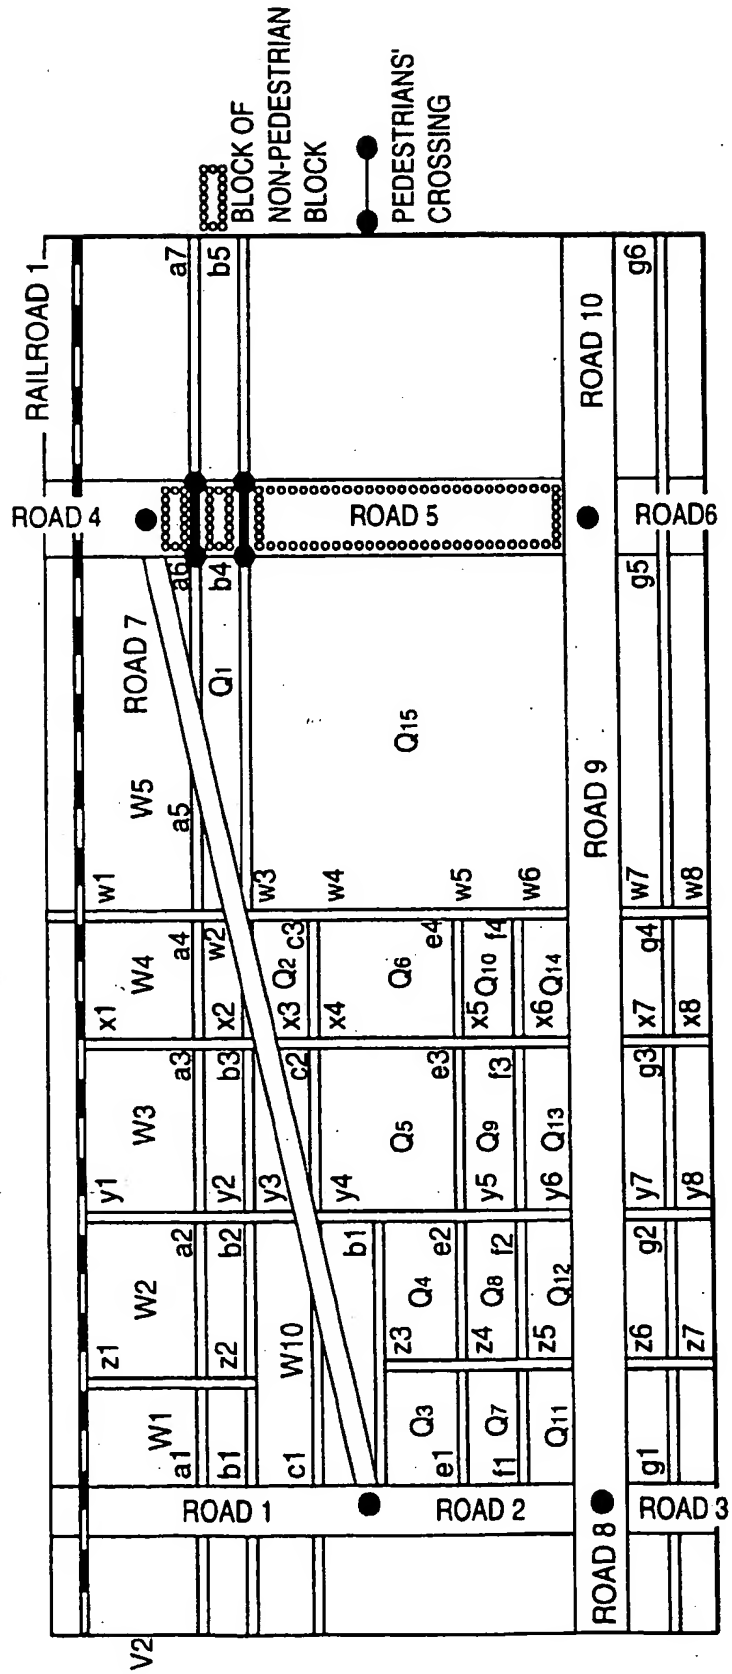 RAILROAD 1
BLOCK OF
NON-PEDESTRIAN
BLOCK
PEDESTRIANS'
CROSSING
V2
ROAD 4
ROAD 7
ROAD 5
ROAD6
ROAD 10
ROAD 9
ROAD 1
ROAD 2
ROAD 8
ROAD 3
W1
W2
W3
W4
W5
z1
y1
x1
w1
a1
a2
a3
a4
a5
a6
a7
z2
y2
x2
w2
Q1
b1
b2
b3
b4
b5
W10
y3
x3
Q2
w3
c1
c2
c3
b1
y4
x4
w4
Q3
z3
Q4
Q5
Q6
Q15
e1
e2
e3
e4
w5
Q7
z4
Q8
y5
Q9
x5
Q10
f1
f2
f3
f4
w6
Q11
z5
Q12
y6
Q13
x6
Q14
g1
z6
g2
y7
g3
x7
g4
w7
g5
g6
z7
y8
x8
w8